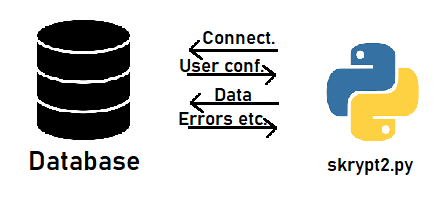 Connect.
User conf.
Data
Errors etc.
Database
skrypt2.py